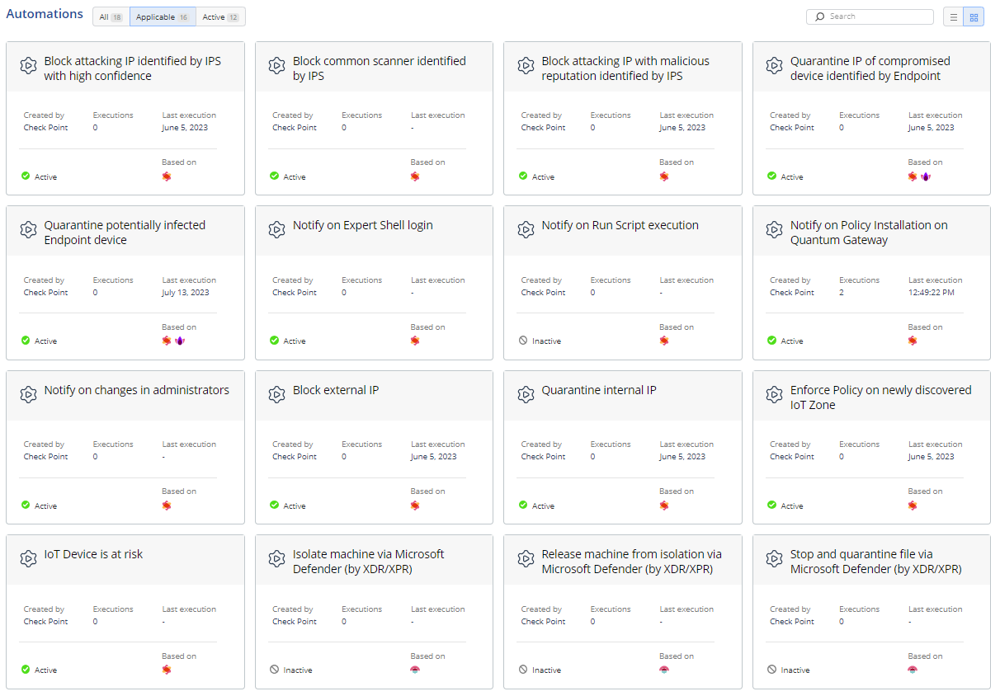 Automations
All 18
Applicable 16
Active 12
Search
Block attacking IP identified by IPS
with high confidence
Created by
Check Point
Executions
0
Last execution
June 5, 2023
Based on
Active
Block common scanner identified
by IPS
Created by
Check Point
Executions
0
Last execution
-
Based on
Active
Block attacking IP with malicious
reputation identified by IPS
Created by
Check Point
Executions
0
Last execution
June 5, 2023
Based on
Active
Quarantine IP of compromised
device identified by Endpoint
Created by
Check Point
Executions
0
Last execution
June 5, 2023
Based on
Active
Quarantine potentially infected
Endpoint device
Created by
Check Point
Executions
0
Last execution
July 13, 2023
Based on
Active
Notify on Expert Shell login
Created by
Check Point
Executions
0
Last execution
-
Based on
Active
Notify on Run Script execution
Created by
Check Point
Executions
0
Last execution
-
Based on
Inactive
Notify on Policy Installation on
Quantum Gateway
Created by
Check Point
Executions
2
Last execution
12:49:22 PM
Based on
Active
Notify on changes in administrators
Created by
Check Point
Executions
0
Last execution
-
Based on
Active
Block external IP
Created by
Check Point
Executions
0
Last execution
June 5, 2023
Based on
Active
Quarantine internal IP
Created by
Check Point
Executions
0
Last execution
June 5, 2023
Based on
Active
Enforce Policy on newly discovered
IoT Zone
Created by
Check Point
Executions
0
Last execution
June 5, 2023
Based on
Active
IoT Device is at risk
Created by
Check Point
Executions
0
Last execution
-
Based on
Active
Isolate machine via Microsoft
Defender (by XDR/XPR)
Created by
Check Point
Executions
0
Last execution
-
Based on
Inactive
Release machine from isolation via
Microsoft Defender (by XDR/XPR)
Created by
Check Point
Executions
0
Last execution
-
Based on
Inactive
Stop and quarantine file via
Microsoft Defender (by XDR/XPR)
Created by
Check Point
Executions
0
Last execution
-
Based on
Inactive